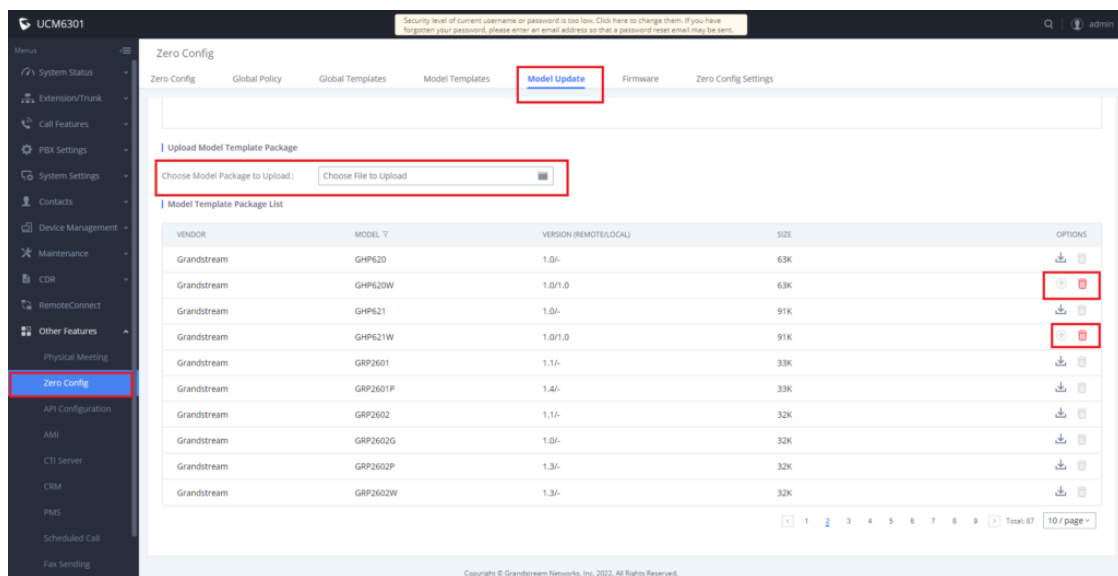 UCM6301
Security level of current username or password is too low. Click here to change them. If you have
forgotten your password, please enter an email address so that a password reset email may be sent.
admin
Menus
System Status
Extension/Trunk
Call Features
PBX Settings
System Settings
Contacts
Device Management
Maintenance
CDR
RemoteConnect
Other Features
Physical Meeting
Zero Config
API Configuration
AMI
CTI Server
CRM
PMS
Scheduled Call
Fax Sending
Zero Config
Zero Config Global Policy Global Templates Model Templates Model Update Firmware Zero Config Settings
Upload Model Template Package
Choose Model Package to Upload: Choose File to Upload
Model Template Package List
VENDOR MODEL VERSION (REMOTE/LOCAL) SIZE OPTIONS
Grandstream GHP620 1.0/- 63K
Grandstream GHP620W 1.0/1.0 63K
Grandstream GHP621 1.0/- 91K
Grandstream GHP621W 1.0/1.0 91K
Grandstream GRP2601 1.1/- 33K
Grandstream GRP2601P 1.4/- 33K
Grandstream GRP2602 1.1/- 32K
Grandstream GRP2602G 1.0/- 32K
Grandstream GRP2602P 1.3/- 32K
Grandstream GRP2602W 1.3/- 32K
< 1 2 3 4 5 6 7 8 9 > Total: 87 10 / page
Copyright © Grandstream Networks, Inc. 2022. All Rights Reserved.